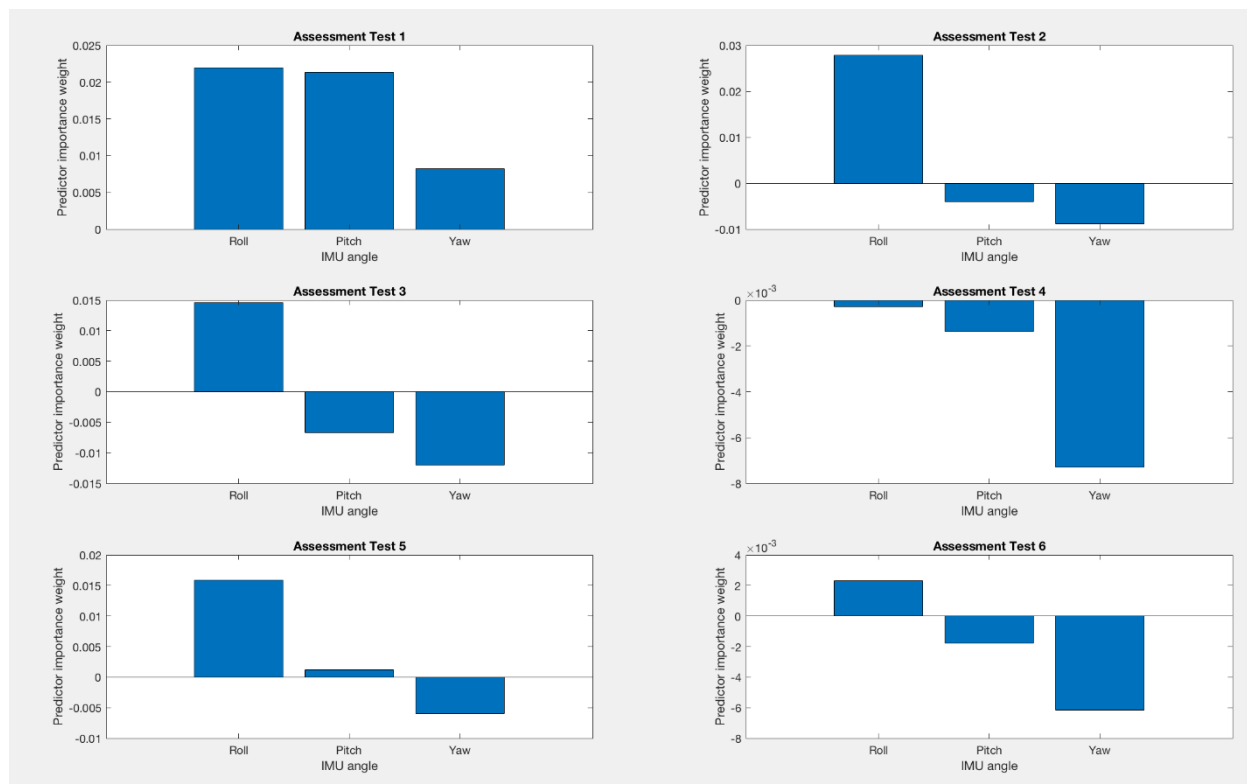 Assessment Test 1
Predictor importance weight
0.025
0.02
0.015
0.01
0.005
0
Roll Pitch Yaw
IMU angle
Assessment Test 2
Predictor importance weight
0.03
0.02
0.01
0
-0.01
Roll Pitch Yaw
IMU angle
Assessment Test 3
Predictor importance weight
0.015
0.01
0.005
0
-0.005
-0.01
-0.015
Roll Pitch Yaw
IMU angle
Assessment Test 4
×10-3
Predictor importance weight
0
-2
-4
-6
-8
Roll Pitch Yaw
IMU angle
Assessment Test 5
Predictor importance weight
0.02
0.015
0.01
0.005
0
-0.005
-0.01
Roll Pitch Yaw
IMU angle
Assessment Test 6
×10-3
Predictor importance weight
4
2
0
-2
-4
-6
-8
Roll Pitch Yaw
IMU angle